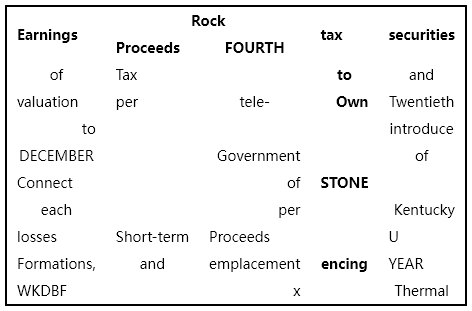 Rock
Earnings tax securities
Proceeds FOURTH
of Tax to and
valuation per tele- Own Twentieth
to introduce
DECEMBER Government of
Connect of STONE
each per Kentucky
losses Short-term Proceeds U
Formations, and emplacement encing YEAR
WKDBF x Thermal